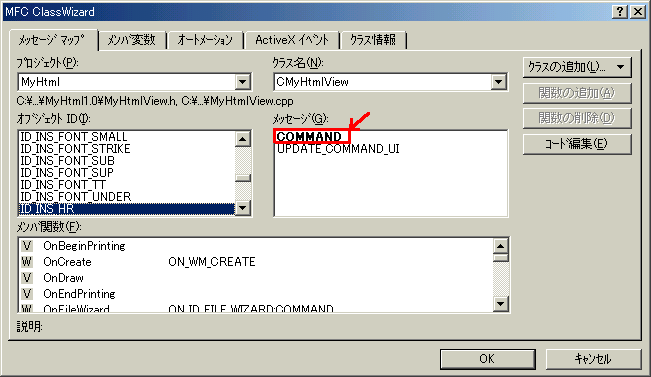 MFC ClassWizard
メッセージ マップ
メンバ変数
オートメーション
ActiveX イベント
クラス情報
プロジェクト(P):
クラス名(N):
MyHtml
CMyHtmlView
クラスの追加(L)...
C:¥...¥MyHtml1.0¥MyHtmlView.h, C:¥...¥MyHtmlView.cpp
関数の追加(A)
オブジェクト ID(I):
メッセージ(G):
関数の削除(D)
ID_INS_FONT_SMALL
COMMAND
ID_INS_FONT_STRIKE
UPDATE_COMMAND_UI
コード編集(E)
ID_INS_FONT_SUB
ID_INS_FONT_SUP
ID_INS_FONT_TT
ID_INS_FONT_UNDER
ID_INS_HR
メンバ関数(F):
V OnBeginPrinting
W OnCreate ON_WM_CREATE
V OnDraw
V OnEndPrinting
W OnFileWizard ON_ID_FILE_WIZARD:COMMAND
説明:
OK
キャンセル